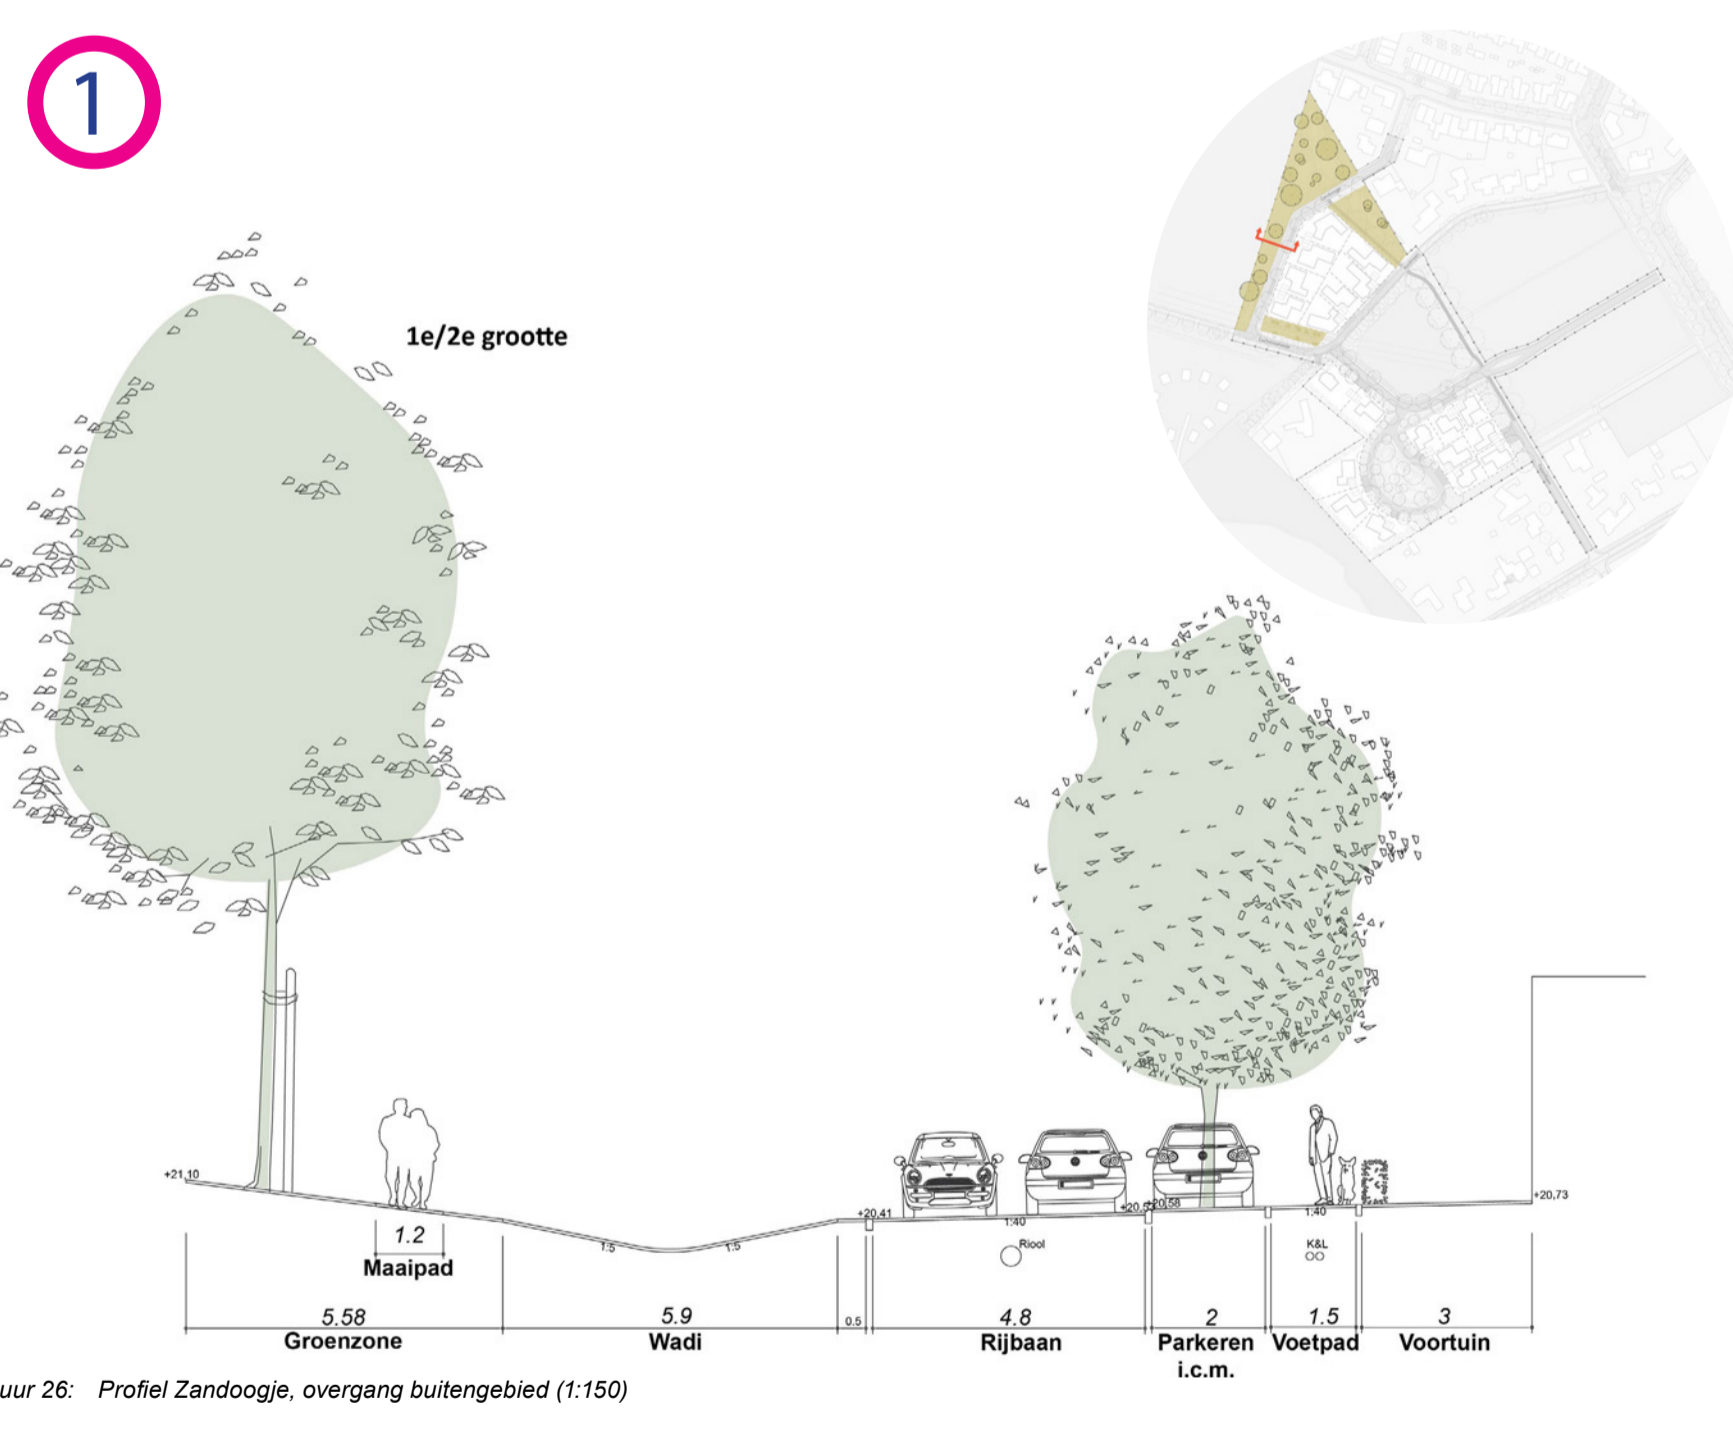 1
1e/2e grootte
+21,10
1.2
Maaipad
1:5
1:5
+20,41
1:40
+20,58
1:40
+20,73
Riool
K&L
5.58
5.9
0.5
4.8
2
1.5
3
Groenzone
Wadi
Rijbaan
Parkeren
i.c.m.
Voetpad
Voortuin
uur 26: Profiel Zandoogje, overgang buitengebied (1:150)